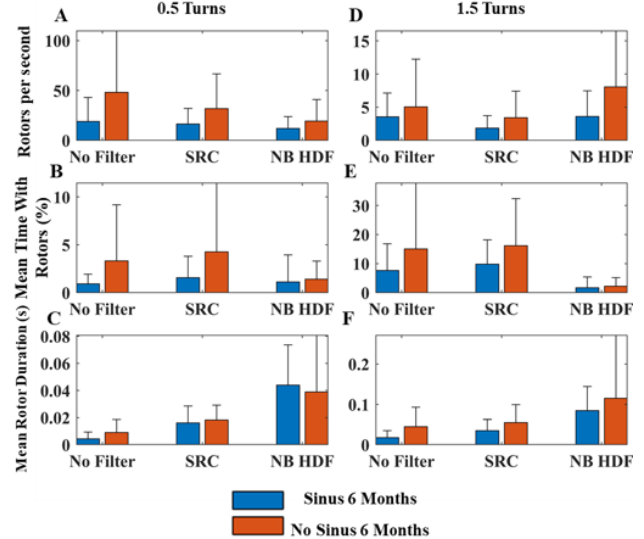 0.5 Turns
1.5 Turns
A
D
Rotors per second
100
50
0
15
10
5
0
No Filter SRC NB HDF
No Filter SRC NB HDF
B
E
Mean Time With
Rotors (%)
10
5
0
30
20
10
0
No Filter SRC NB HDF
No Filter SRC NB HDF
C
F
Mean Rotor Duration (s)
0.08
0.06
0.04
0.02
0
0.2
0.1
0
No Filter SRC NB HDF
No Filter SRC NB HDF
Sinus 6 Months
No Sinus 6 Months